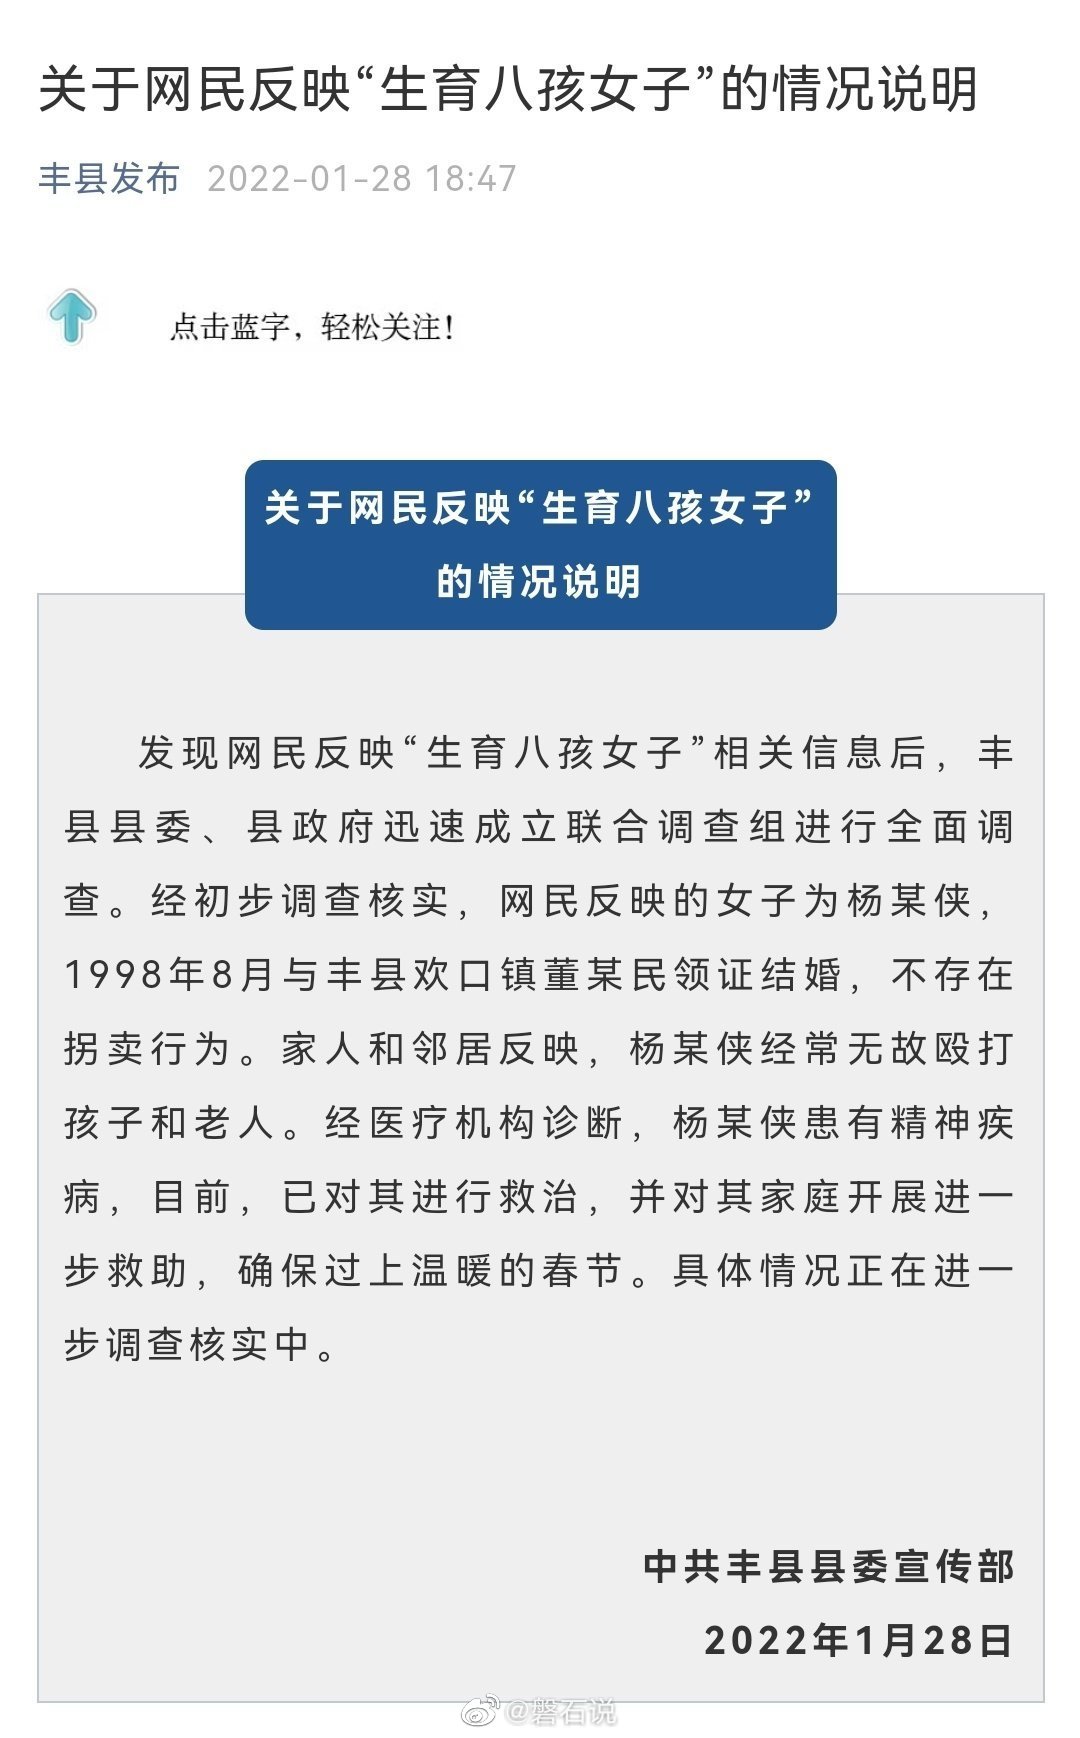 关于网民反映“生育八孩女子”的情况说明
丰县发布 2022-01-28 18:47
点击蓝字，轻松关注！
关于网民反映“生育八孩女子”
的情况说明
发现网民反映“生育八孩女子”相关信息后，丰
县县委、县政府迅速成立联合调查组进行全面调
查。经初步调查核实，网民反映的女子为杨某侠，
1998年8月与丰县欢口镇董某民领证结婚，不存在
拐卖行为。家人和邻居反映，杨某侠经常无故殴打
孩子和老人。经医疗机构诊断，杨某侠患有精神疾
病，目前，已对其进行救治，并对其家庭开展进一
步救助，确保过上温暖的春节。具体情况正在进一
步调查核实中。
中共丰县县委宣传部
2022年1月28日
@磐石说